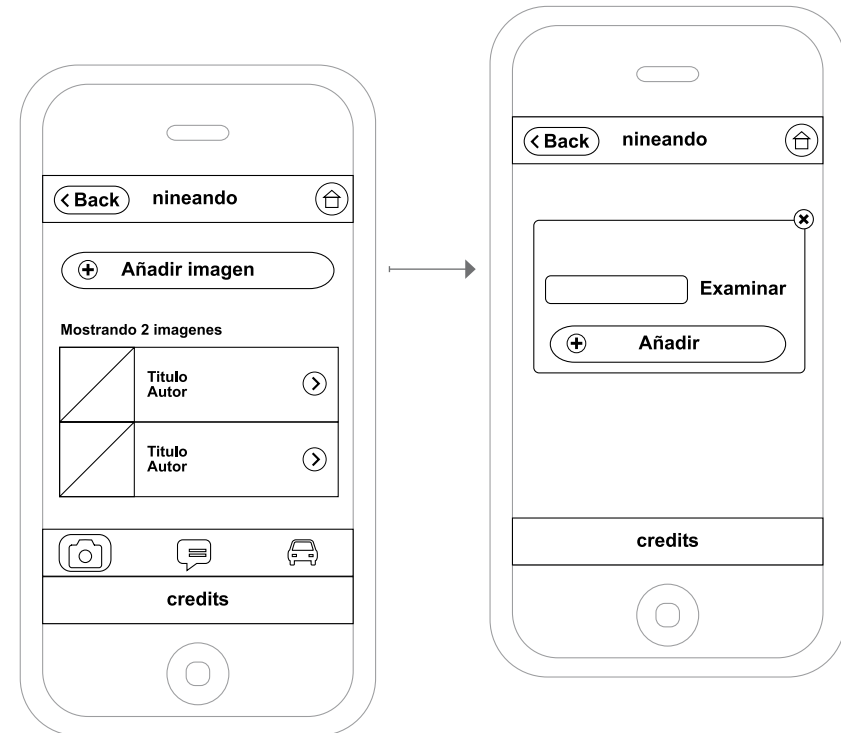 Back
nineando
Añadir imagen
Mostrando 2 imagenes
Titulo
Autor
Titulo
Autor
credits
Back
nineando
Examinar
Añadir
credits